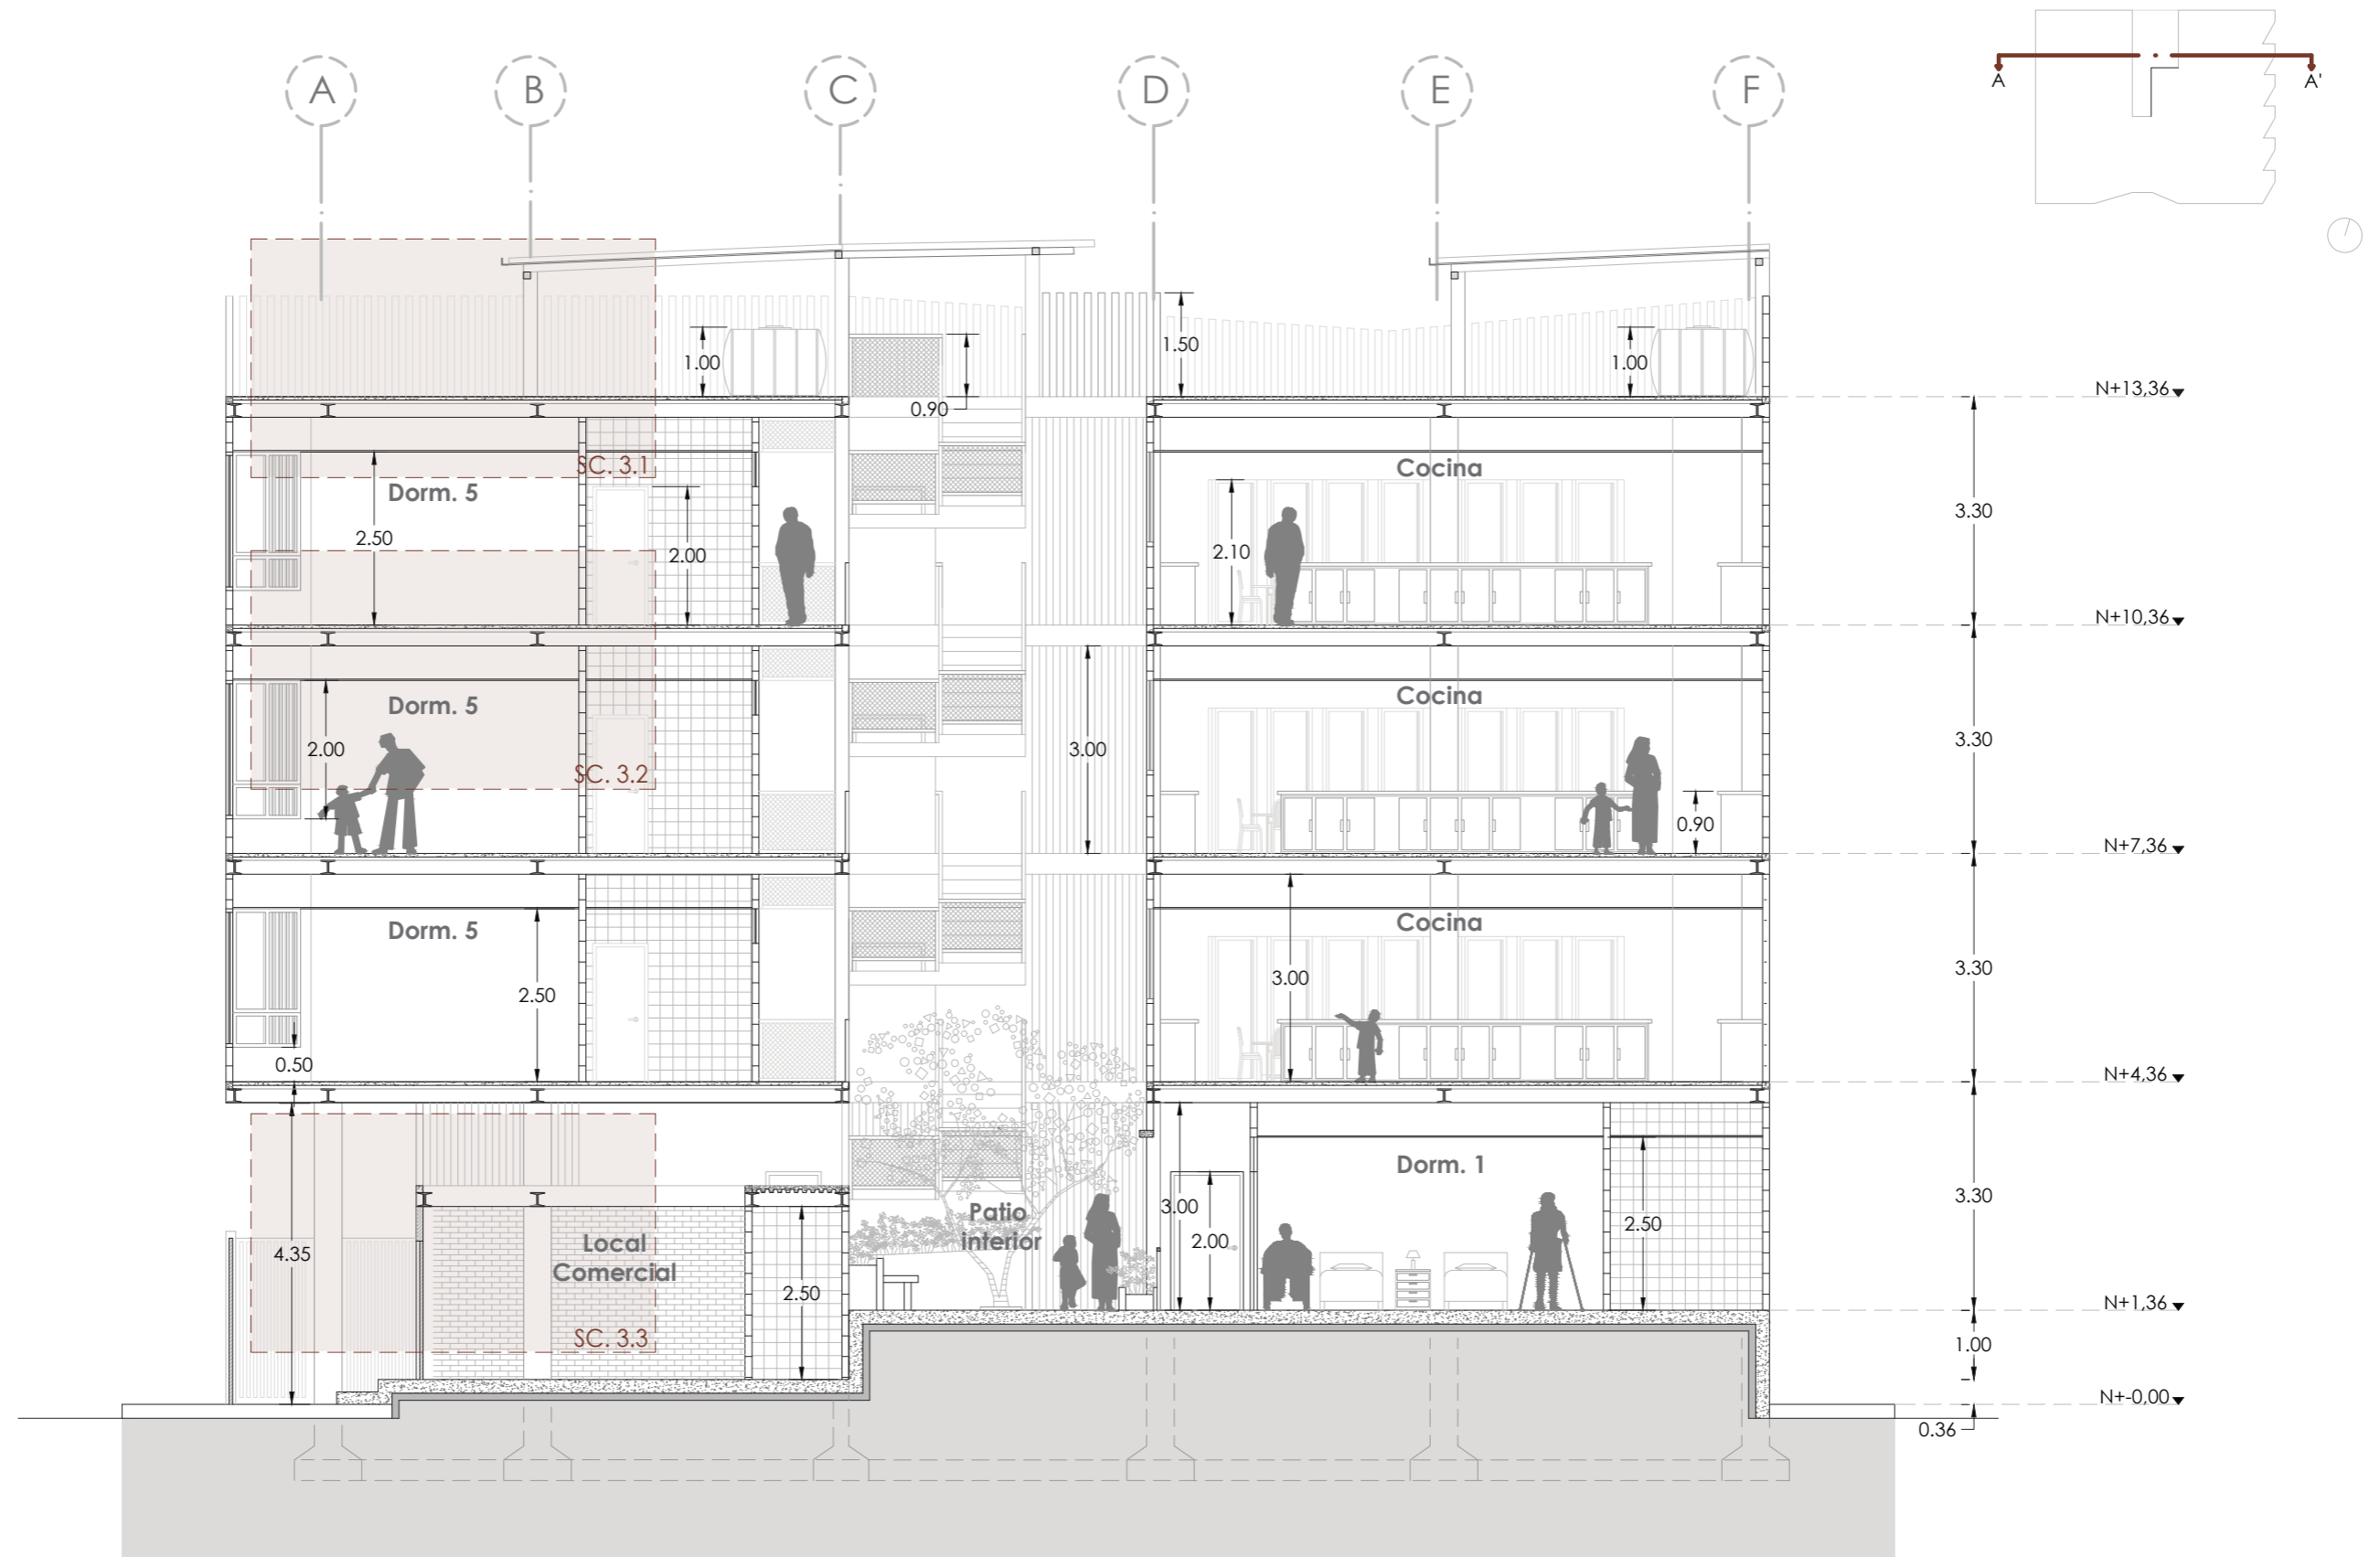 A
B
C
D
E
F
A
A'
1.00
1.50
1.00
0.90
N+13,36
SC. 3.1
Dorm. 5
Cocina
2.50
2.00
2.10
3.30
N+10,36
Dorm. 5
Cocina
2.00
3.00
3.30
SC. 3.2
0.90
N+7,36
Dorm. 5
Cocina
2.50
3.00
3.30
0.50
N+4,36
Dorm. 1
3.00
3.30
Patio
interior
2.50
2.00
4.35
Local
Comercial
2.50
N+1,36
SC. 3.3
1.00
N+-0,00
0.36